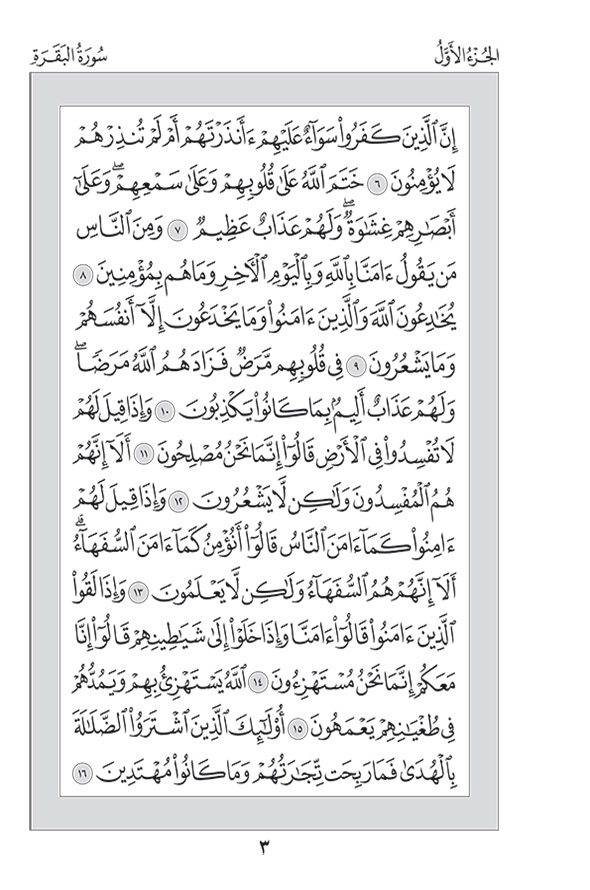 الجُزْءُ الأَوَّلُ
سُورَةُ البَقَرَةِ
إِنَّ ٱلَّذِينَ كَفَرُوا۟ سَوَآءٌ عَلَيْهِمْ ءَأَنذَرْتَهُمْ أَمْ لَمْ تُنذِرْهُمْ
لَا يُؤْمِنُونَ ٦ خَتَمَ ٱللَّهُ عَلَىٰ قُلُوبِهِمْ وَعَلَىٰ سَمْعِهِمْ ۖ وَعَلَىٰٓ
أَبْصَـٰرِهِمْ غِشَـٰوَةٌ ۖ وَلَهُمْ عَذَابٌ عَظِيمٌ ٧ وَمِنَ ٱلنَّاسِ
مَن يَقُولُ ءَامَنَّا بِٱللَّهِ وَبِٱلْيَوْمِ ٱلْـَٔاخِرِ وَمَا هُم بِمُؤْمِنِينَ ٨
يُخَـٰدِعُونَ ٱللَّهَ وَٱلَّذِينَ ءَامَنُوا۟ وَمَا يَخْدَعُونَ إِلَّآ أَنفُسَهُمْ
وَمَا يَشْعُرُونَ ٩ فِى قُلُوبِهِم مَّرَضٌ فَزَادَهُمُ ٱللَّهُ مَرَضًا ۖ
وَلَهُمْ عَذَابٌ أَلِيمٌۢ بِمَا كَانُوا۟ يَكْذِبُونَ ١٠ وَإِذَا قِيلَ لَهُمْ
لَا تُفْسِدُوا۟ فِى ٱلْأَرْضِ قَالُوٓا۟ إِنَّمَا نَحْنُ مُصْلِحُونَ ١١ أَلَآ إِنَّهُمْ
هُمُ ٱلْمُفْسِدُونَ وَلَـٰكِن لَّا يَشْعُرُونَ ١٢ وَإِذَا قِيلَ لَهُمْ
ءَامِنُوا۟ كَمَآ ءَامَنَ ٱلنَّاسُ قَالُوٓا۟ أَنُؤْمِنُ كَمَآ ءَامَنَ ٱلسُّفَهَآءُ ۗ
أَلَآ إِنَّهُمْ هُمُ ٱلسُّفَهَآءُ وَلَـٰكِن لَّا يَعْلَمُونَ ١٣ وَإِذَا لَقُوا۟
ٱلَّذِينَ ءَامَنُوا۟ قَالُوٓا۟ ءَامَنَّا وَإِذَا خَلَوْا۟ إِلَىٰ شَيَـٰطِينِهِمْ قَالُوٓا۟ إِنَّا
مَعَكُمْ إِنَّمَا نَحْنُ مُسْتَهْزِءُونَ ١٤ ٱللَّهُ يَسْتَهْزِئُ بِهِمْ وَيَمُدُّهُمْ
فِى طُغْيَـٰنِهِمْ يَعْمَهُونَ ١٥ أُو۟لَـٰٓئِكَ ٱلَّذِينَ ٱشْتَرَوُا۟ ٱلضَّلَـٰلَةَ
بِٱلْهُدَىٰ فَمَا رَبِحَت تِّجَـٰرَتُهُمْ وَمَا كَانُوا۟ مُهْتَدِينَ ١٦
٣